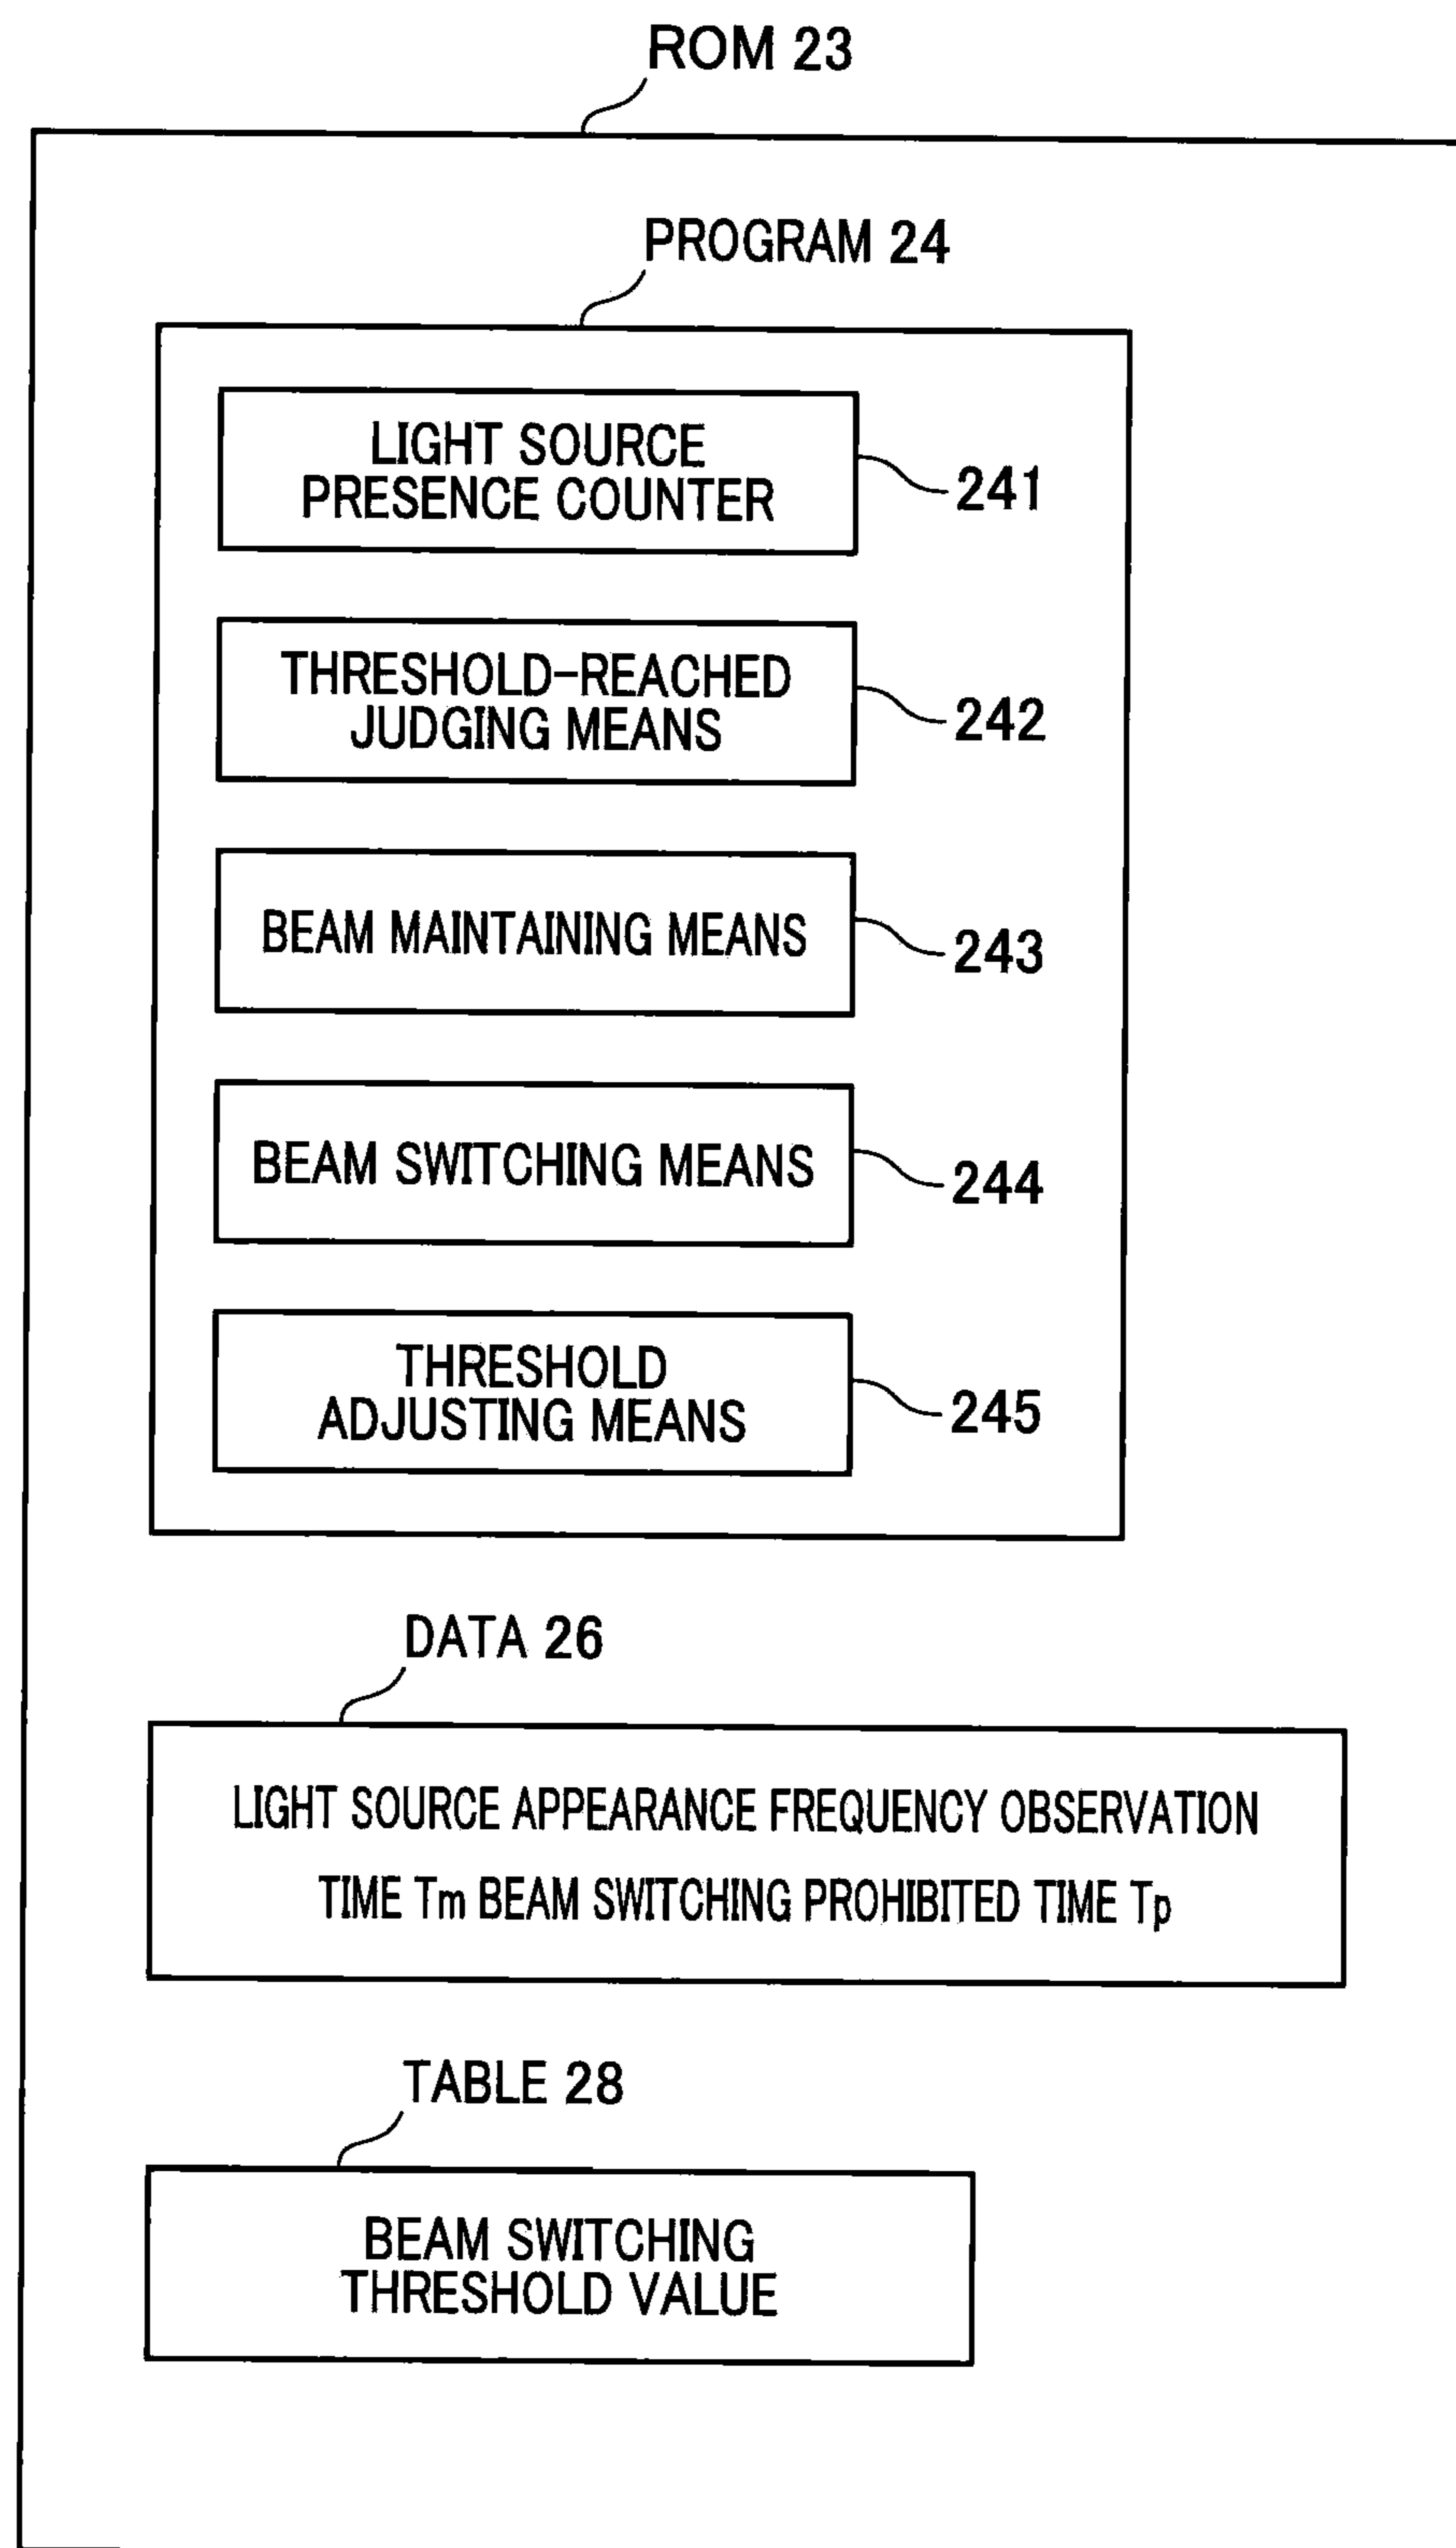 ROM 23
PROGRAM 24
LIGHT SOURCE
PRESENCE COUNTER
241
THRESHOLD-REACHED
JUDGING MEANS
242
BEAM MAINTAINING MEANS
243
BEAM SWITCHING MEANS
244
THRESHOLD
ADJUSTING MEANS
245
DATA 26
LIGHT SOURCE APPEARANCE FREQUENCY OBSERVATION
TIME Tm BEAM SWITCHING PROHIBITED TIME Tp
TABLE 28
BEAM SWITCHING
THRESHOLD VALUE